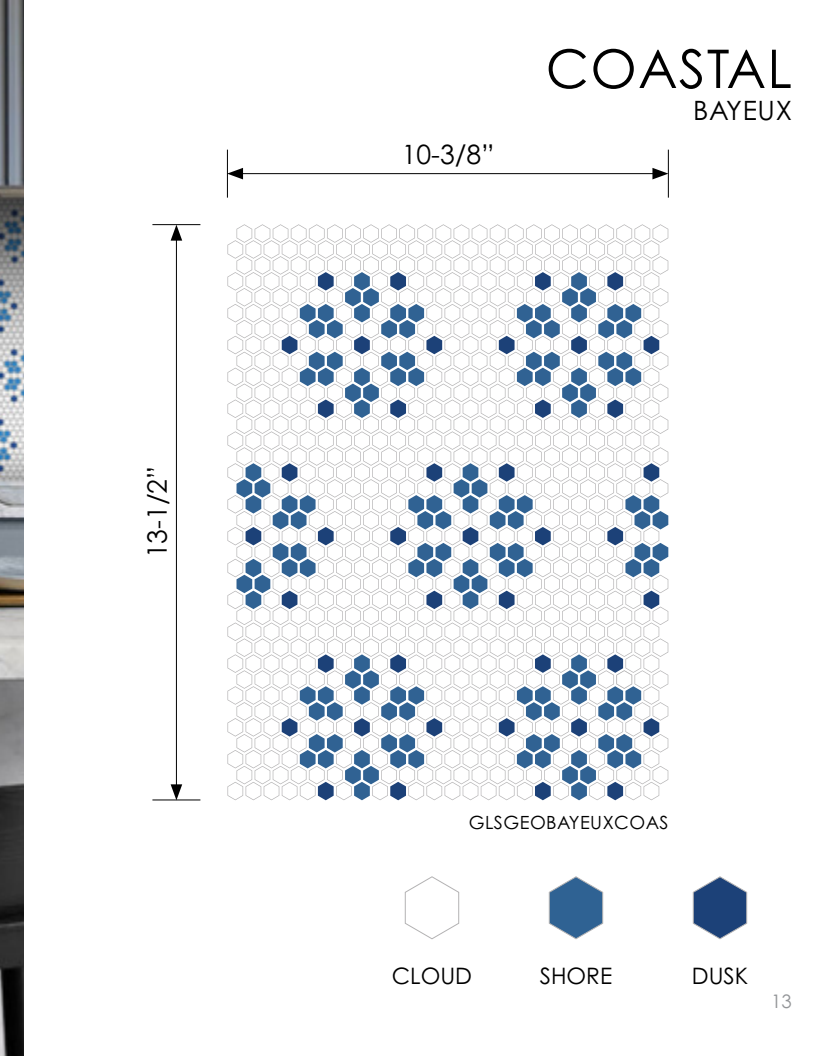 COASTAL
BAYEUX
10-3/8”
13-1/2”
GLSGEOBAYEUXCOAS
CLOUD SHORE DUSK
13